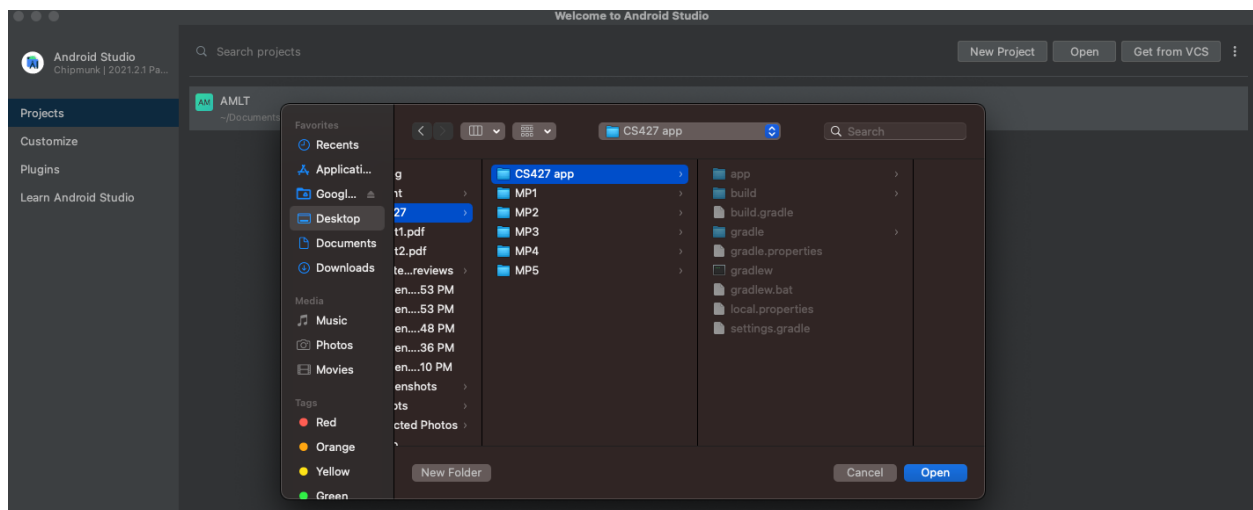 Welcome to Android Studio
Android Studio
Chipmunk | 2021.2.1 Pa...
Search projects
New Project
Open
Get from VCS
Projects
Customize
Plugins
Learn Android Studio
AM
AMLT
~/Documents
Favorites
Recents
Applicati...
Googl...
Desktop
Documents
Downloads
Media
Music
Photos
Movies
Tags
Red
Orange
Yellow
Green
CS427 app
Search
g
nt
27
t1.pdf
t2.pdf
te...reviews
en....53 PM
en....53 PM
en....48 PM
en....36 PM
en....10 PM
enshots
ots
cted Photos
CS427 app
MP1
MP2
MP3
MP4
MP5
app
build
build.gradle
gradle
gradle.properties
gradlew
gradlew.bat
local.properties
settings.gradle
New Folder
Cancel
Open